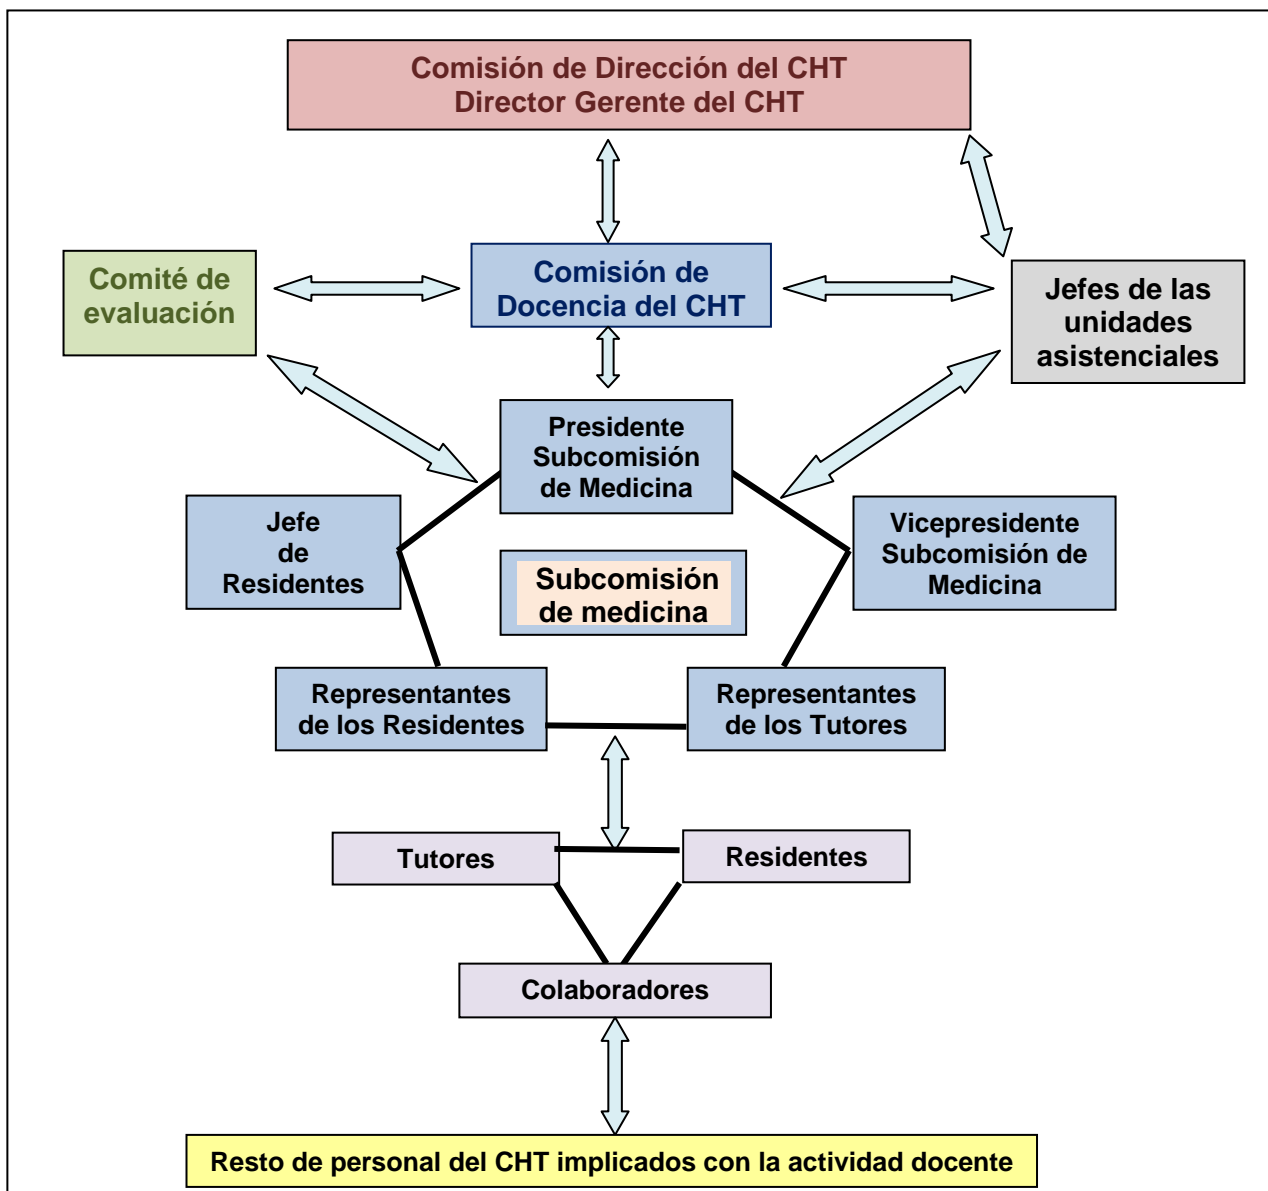 Comisión de Dirección del CHT
Director Gerente del CHT
Comité de
evaluación
Comisión de
Docencia del CHT
Jefes de las
unidades
asistenciales
Presidente
Subcomisión
de Medicina
Jefe
de
Residentes
Vicepresidente
Subcomisión de
Medicina
Subcomisión
de medicina
Representantes
de los Residentes
Representantes
de los Tutores
Tutores
Residentes
Colaboradores
Resto de personal del CHT implicados con la actividad docente